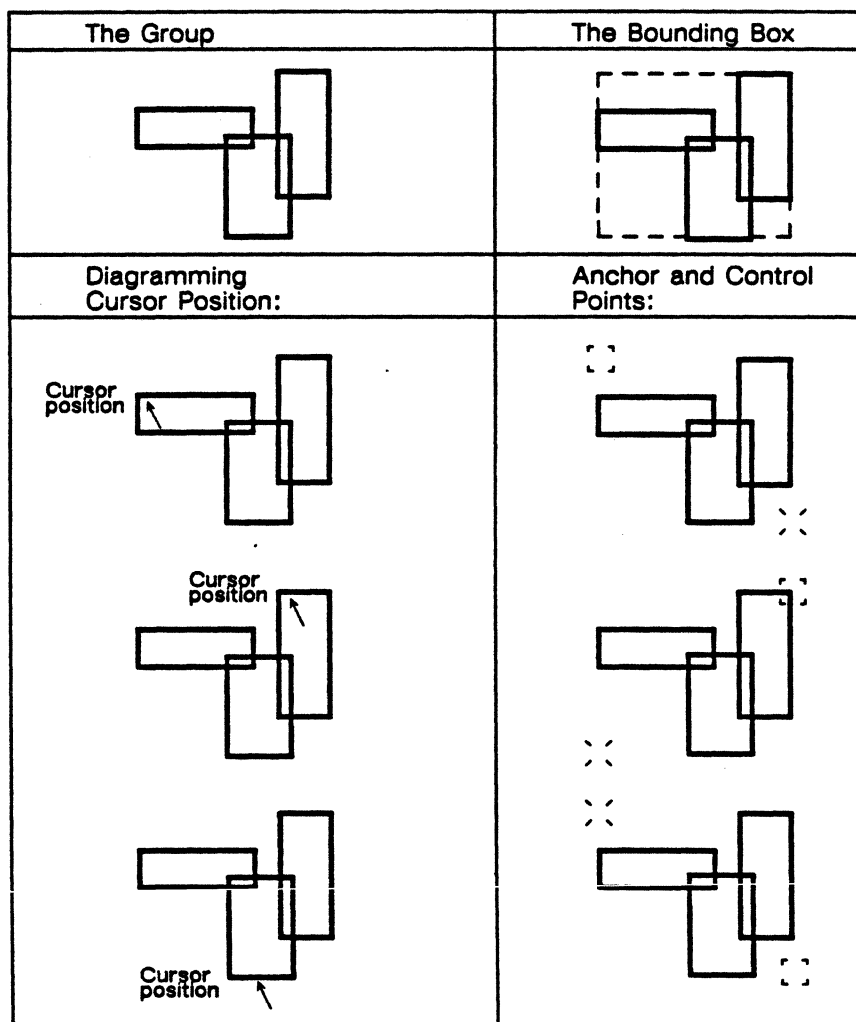 The Group
The Bounding Box
Diagramming
Cursor Position:
Anchor and Control
Points:
Cursor
position
Cursor
position
Cursor
position